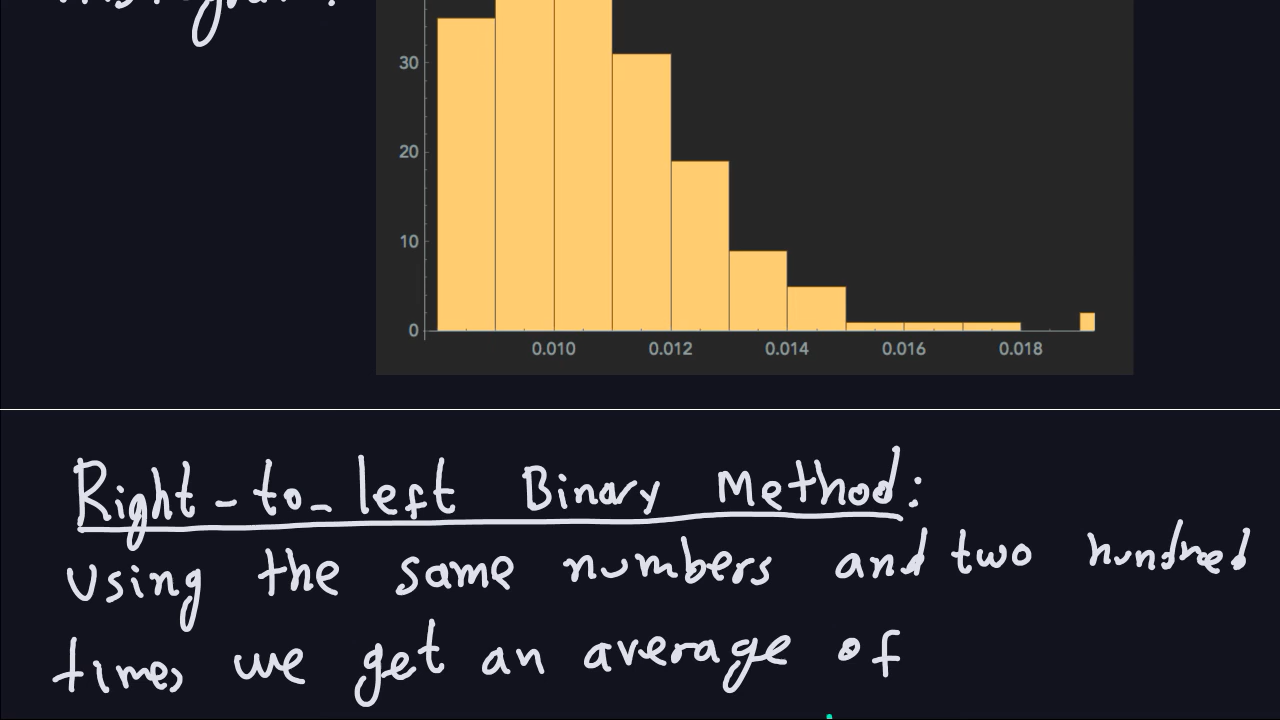 30
20
10
0
0.010 0.012 0.014 0.016 0.018
Right-to-left Binary Method:
Using the same numbers and two hundred
times we get an average of